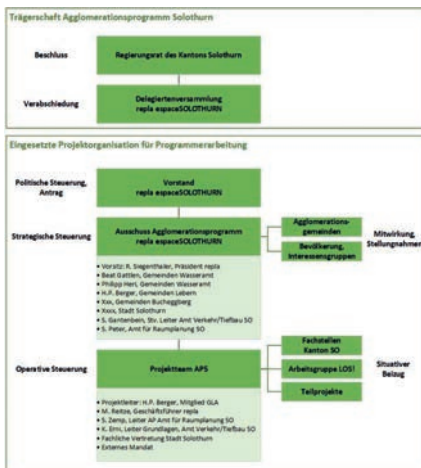 Trägerschaft Agglomerationsprogramm Solothurn
Beschluss
Regierungsrat des Kantons Solothurn
Verabschiedung
Delegiertenversammlung
repla espaceSOLOTHURN
Eingesetzte Projektorganisation für Programmerarbeitung
Politische Steuerung,
Antrag
Vorstand
repla espaceSOLOTHURN
Strategische Steuerung
Ausschuss Agglomerationsprogramm
repla espaceSOLOTHURN
Agglomerations-
gemeinden
Bevölkerung,
Interessensgruppen
Mitwirkung,
Stellungnahmen
• Vorsitz: R. Siegenthaler, Präsident repla
• Beat Gattlen, Gemeinden Wasseramt
• Philipp Heri, Gemeinden Wasseramt
• H.P. Berger, Gemeinden Lebern
• Xxx, Gemeinden Bucheggberg
• Xxxx, Stadt Solothurn
• S. Gantenbein, Stv. Leiter Amt Verkehr/Tiefbau SO
• S. Peter, Amt für Raumplanung SO
Operative Steuerung
Projektteam APS
Fachstellen
Kanton SO
Arbeitsgruppe LOS!
Teilprojekte
Situativer
Beizug
• Projektleiter: H.P. Berger, Mitglied GLA
• M. Reitze, Geschäftsführer repla
• S. Zemp, Leiter AP Amt für Raumplanung SO
• K. Erni, Leiter Grundlagen, Amt Verkehr/Tiefbau SO
• Fachliche Vertretung Stadt Solothurn
• Externes Mandat